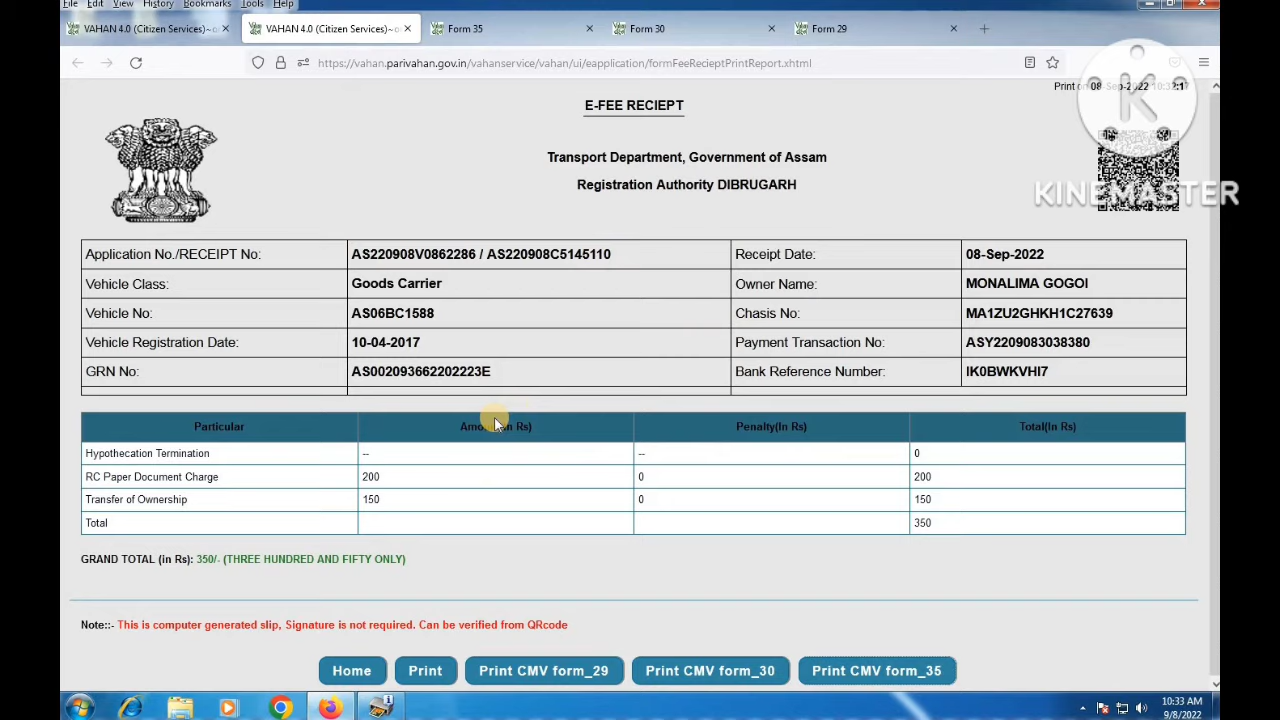 File Edit View History Bookmarks Tools Help
VAHAN 4.0 (Citizen Services) VAHAN 4.0 (Citizen Services) Form 35 Form 30 Form 29
https://vahan.parivahan.gov.in/vahanservice/vahan/ui/eapplication/formFeeRecieptPrintReport.xhtml
Print on 08-Sep-2022
E-FEE RECIEPT
Transport Department, Government of Assam
Registration Authority DIBRUGARH
KINEMASTER
Application No./RECEIPT No: AS220908V0862286 / AS220908C5145110 Receipt Date: 08-Sep-2022
Vehicle Class: Goods Carrier Owner Name: MONALIMA GOGOI
Vehicle No: AS06BC1588 Chasis No: MA1ZU2GHKH1C27639
Vehicle Registration Date: 10-04-2017 Payment Transaction No: ASY2209083038380
GRN No: AS002093662202223E Bank Reference Number: IK0BWKVHI7
Particular Penalty(In Rs) Total(In Rs)
Hypothecation Termination -- -- 0
RC Paper Document Charge 200 0 200
Transfer of Ownership 150 0 150
Total 350
GRAND TOTAL (in Rs): 350/- (THREE HUNDRED AND FIFTY ONLY)
Note::- This is computer generated slip, Signature is not required. Can be verified from QRcode
Home Print Print CMV form_29 Print CMV form_30 Print CMV form_35
10:33 AM
9/8/2022